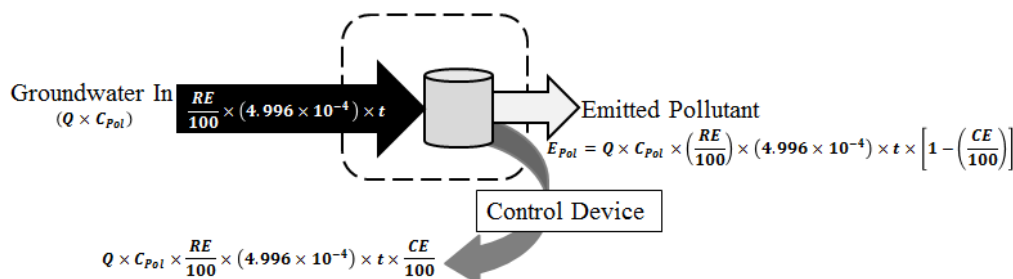 Groundwater In
(Q × C_Pol)
RE/100 × (4.996 × 10^-4) × t
Emitted Pollutant
E_Pol = Q × C_Pol × (RE/100) × (4.996 × 10^-4) × t × [1 − (CE/100)]
Control Device
Q × C_Pol × RE/100 × (4.996 × 10^-4) × t × CE/100